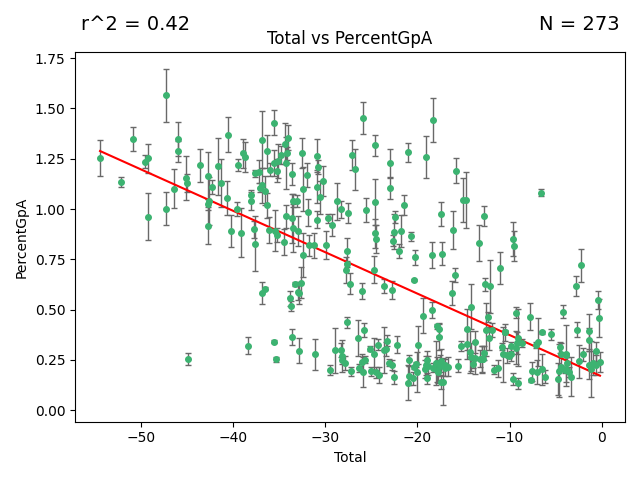 r^2 = 0.42
N = 273
Total vs PercentGpA
1.75
1.50
1.25
1.00
0.75
0.50
0.25
0.00
PercentGpA
−50
−40
−30
−20
−10
0
Total